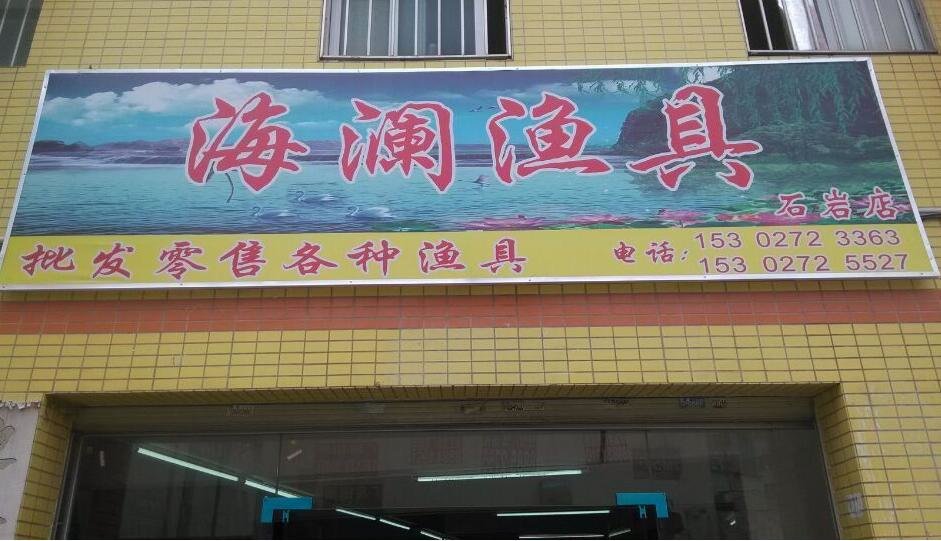 海澜渔具
石岩店
批发零售各种渔具
电话: 153 0272 3363
153 0272 5527